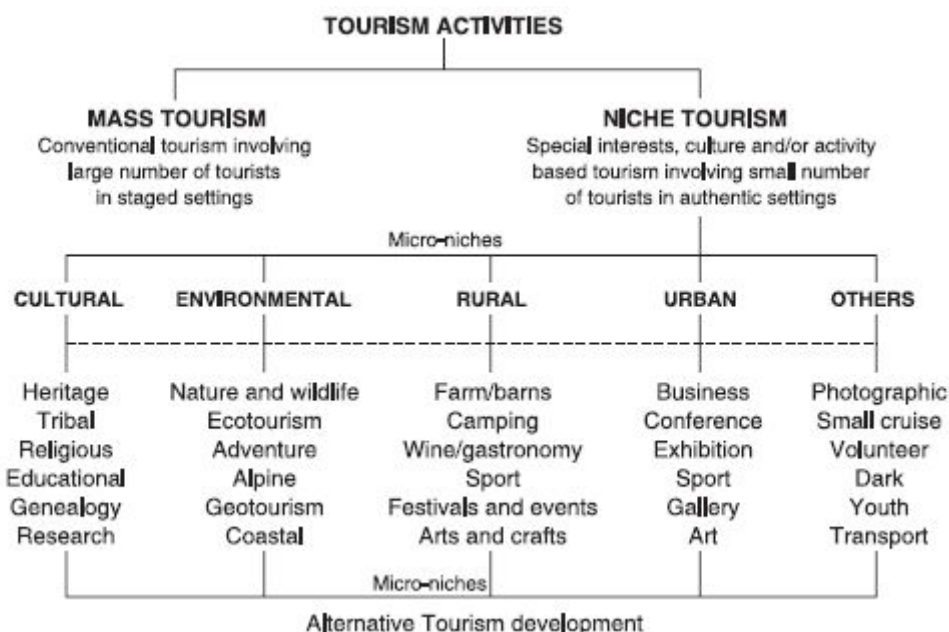 TOURISM ACTIVITIES
MASS TOURISM
Conventional tourism involving
large number of tourists
in staged settings
NICHE TOURISM
Special interests, culture and/or activity
based tourism involving small number
of tourists in authentic settings
Micro-niches
CULTURAL
ENVIRONMENTAL
RURAL
URBAN
OTHERS
Heritage
Tribal
Religious
Educational
Genealogy
Research
Nature and wildlife
Ecotourism
Adventure
Alpine
Geotourism
Coastal
Farm/barns
Camping
Wine/gastronomy
Sport
Festivals and events
Arts and crafts
Business
Conference
Exhibition
Sport
Gallery
Art
Photographic
Small cruise
Volunteer
Dark
Youth
Transport
Micro-niches
Alternative Tourism development